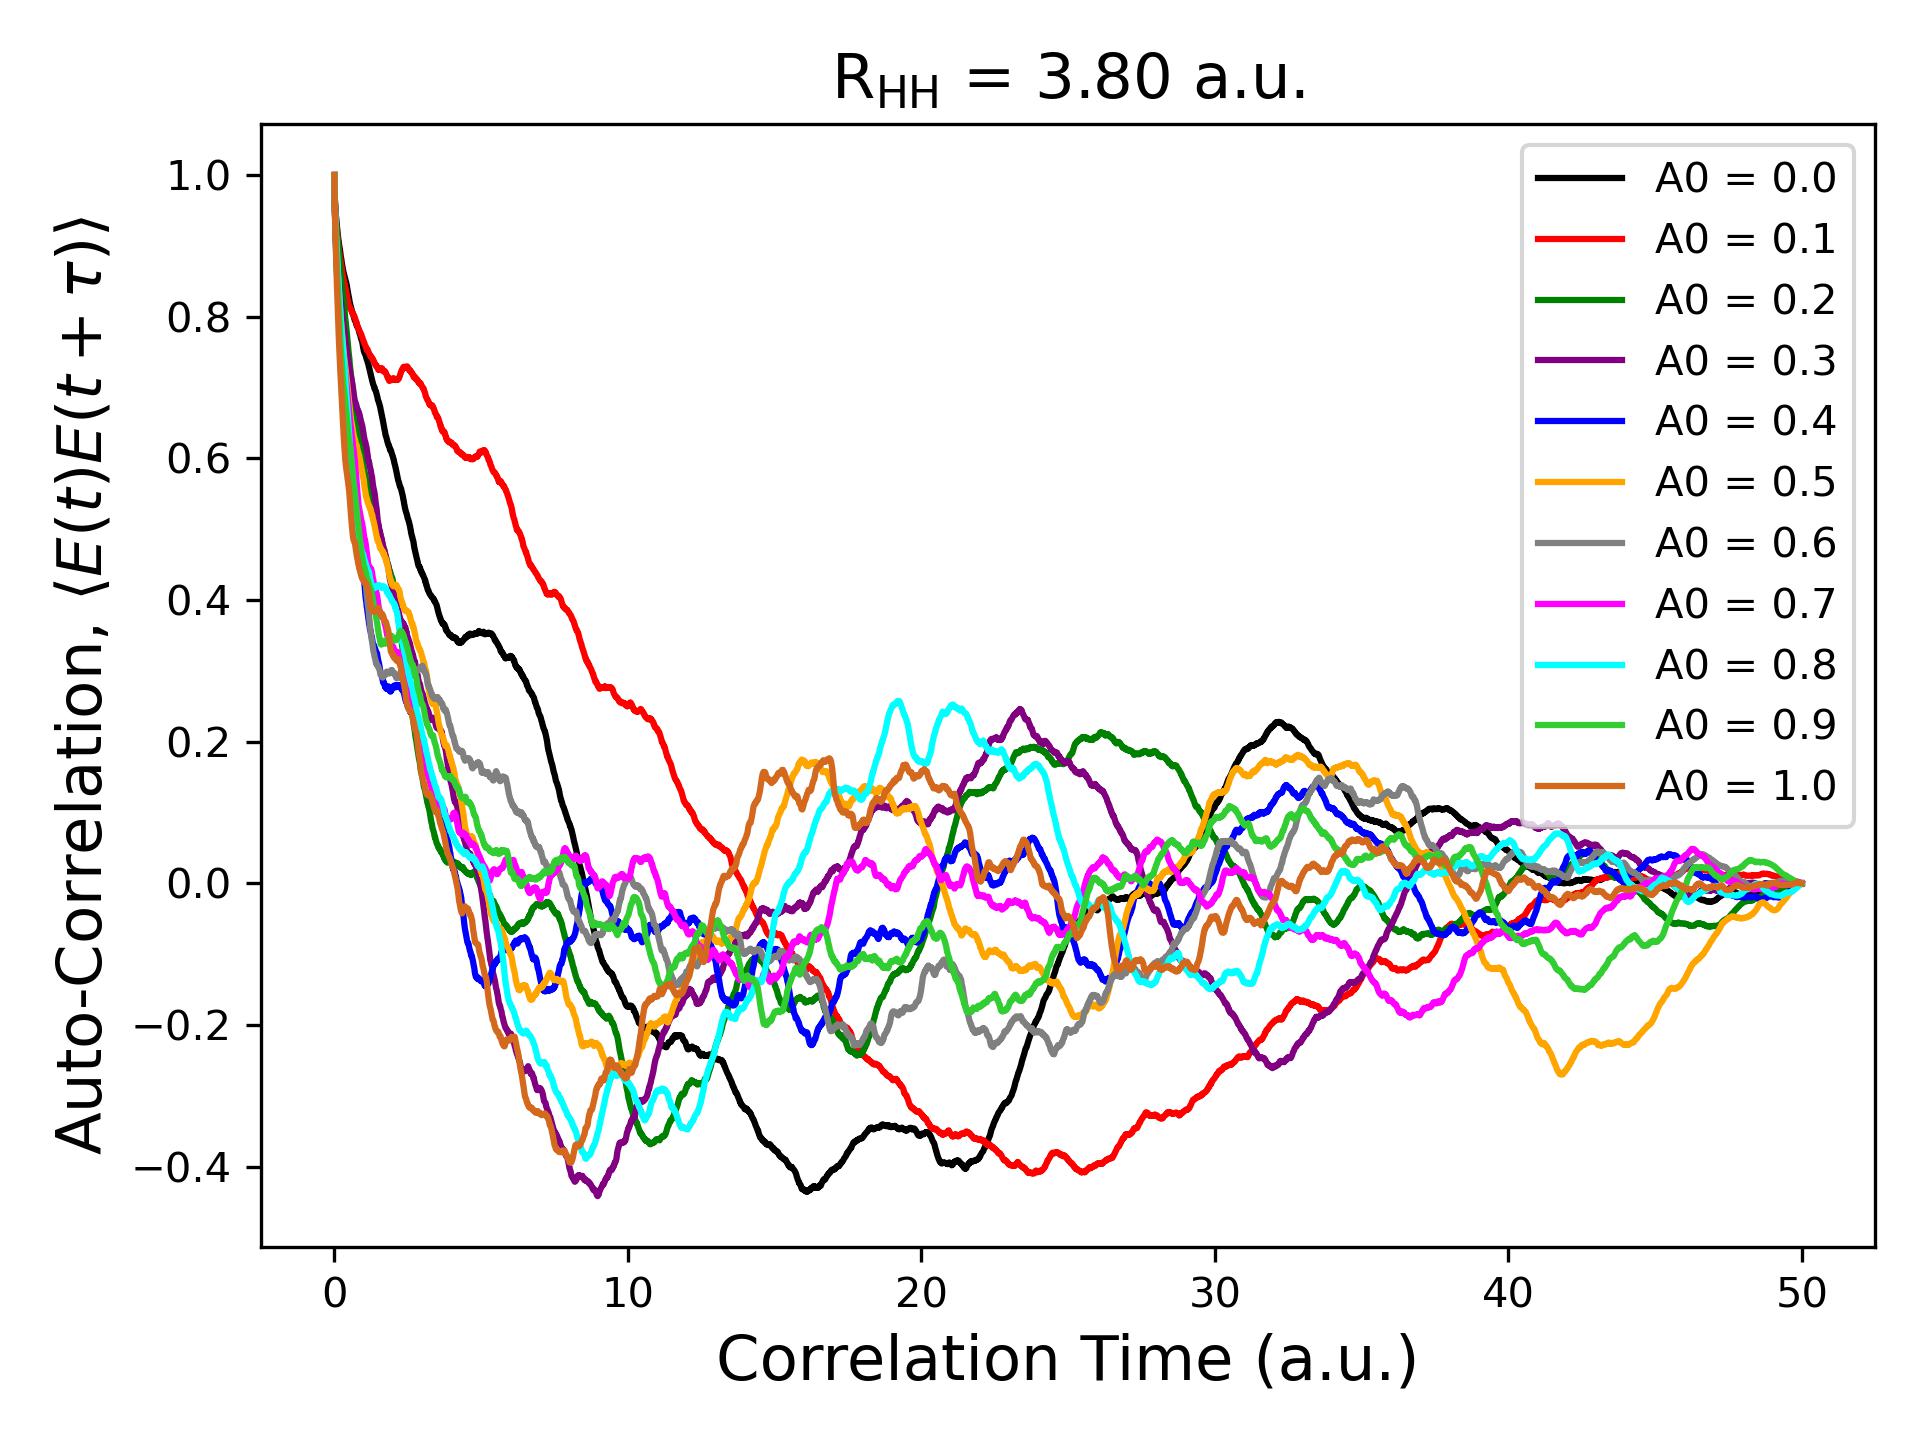 R_HH = 3.80 a.u.
Auto-Correlation, ⟨E(t)E(t + τ)⟩
1.0
0.8
0.6
0.4
0.2
0.0
−0.2
−0.4
A0 = 0.0
A0 = 0.1
A0 = 0.2
A0 = 0.3
A0 = 0.4
A0 = 0.5
A0 = 0.6
A0 = 0.7
A0 = 0.8
A0 = 0.9
A0 = 1.0
0 10 20 30 40 50
Correlation Time (a.u.)